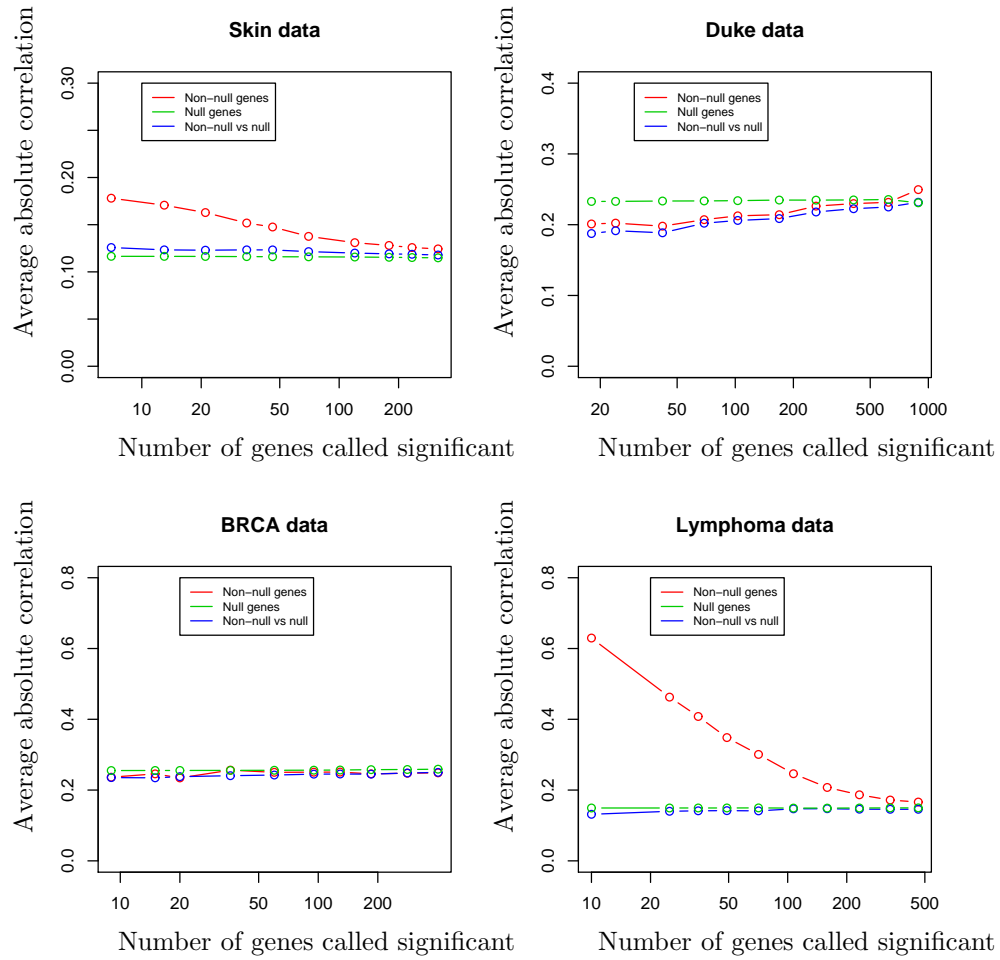 Skin data
Average absolute correlation
0.00
0.10
0.20
0.30
Non−null genes
Null genes
Non−null vs null
10
20
50
100
200
Number of genes called significant
Duke data
Average absolute correlation
0.0
0.1
0.2
0.3
0.4
Non−null genes
Null genes
Non−null vs null
20
50
100
200
500
1000
Number of genes called significant
BRCA data
Average absolute correlation
0.0
0.2
0.4
0.6
0.8
Non−null genes
Null genes
Non−null vs null
10
20
50
100
200
Number of genes called significant
Lymphoma data
Average absolute correlation
0.0
0.2
0.4
0.6
0.8
Non−null genes
Null genes
Non−null vs null
10
20
50
100
200
500
Number of genes called significant